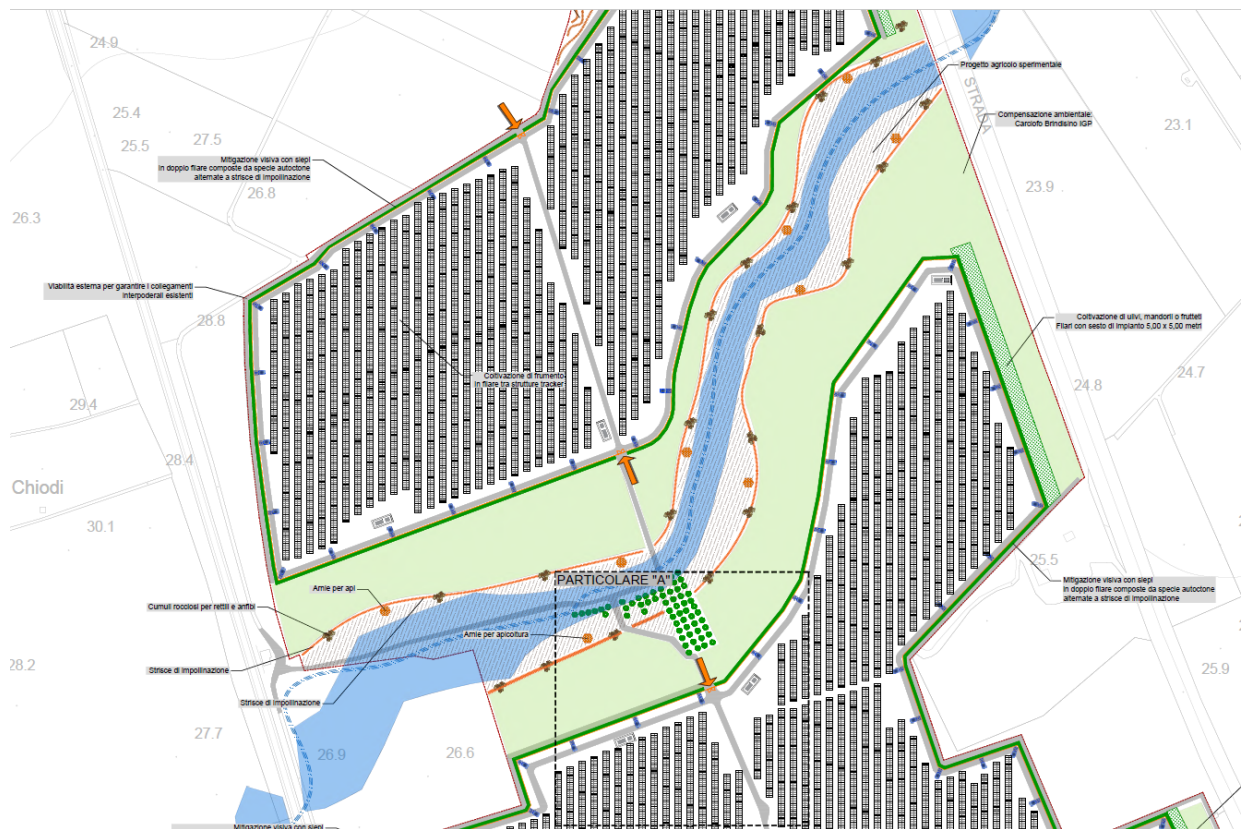 24.9
25.4
25.5
27.5
26.8
26.3
Mitigazione visiva con siepi
in doppio filare composte da specie autoctone
alternate a strisce di impollinazione
Progetto agricolo sperimentale
STRADA
Compensazione ambientale:
Carciofo Brindisino IGP
23.1
23.9
Viabilità esterna per garantire i collegamenti
interpoderali esistenti
28.8
Coltivazione di ulivi, mandorli o frutteti
Filari con sesto di impianto 5,00 x 5,00 metri
24.8
24.7
Coltivazione di frumento
in filare tra strutture tracker
29.4
28.4
Chiodi
30.1
25.5
Mitigazione visiva con siepi
in doppio filare composte da specie autoctone
alternate a strisce di impollinazione
PARTICOLARE "A"
Arnie per api
Cumuli rocciosi per rettili e anfibi
Arnie per apicoltura
28.2
Strisce di impollinazione
25.9
Strisce di impollinazione
27.7
26.9
26.6
Mitigazione visiva con siepi